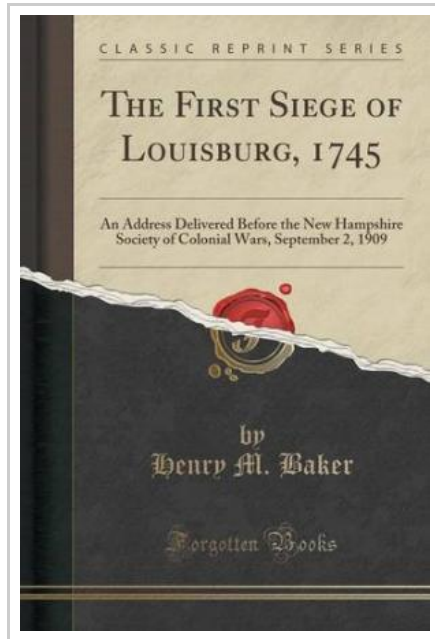 CLASSIC REPRINT SERIES
THE FIRST SIEGE OF
LOUISBURG, 1745
An Address Delivered Before the New Hampshire
Society of Colonial Wars, September 2, 1909
by
Henry M. Baker
Forgotten Books